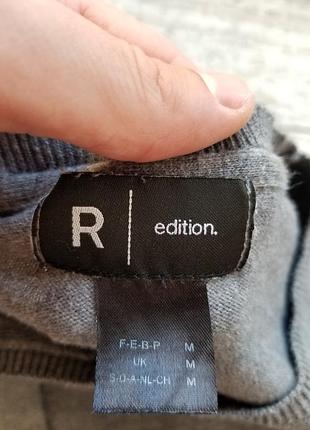 R | edition.
F-E-B-P M
UK M
S-D-A-NL-CH M